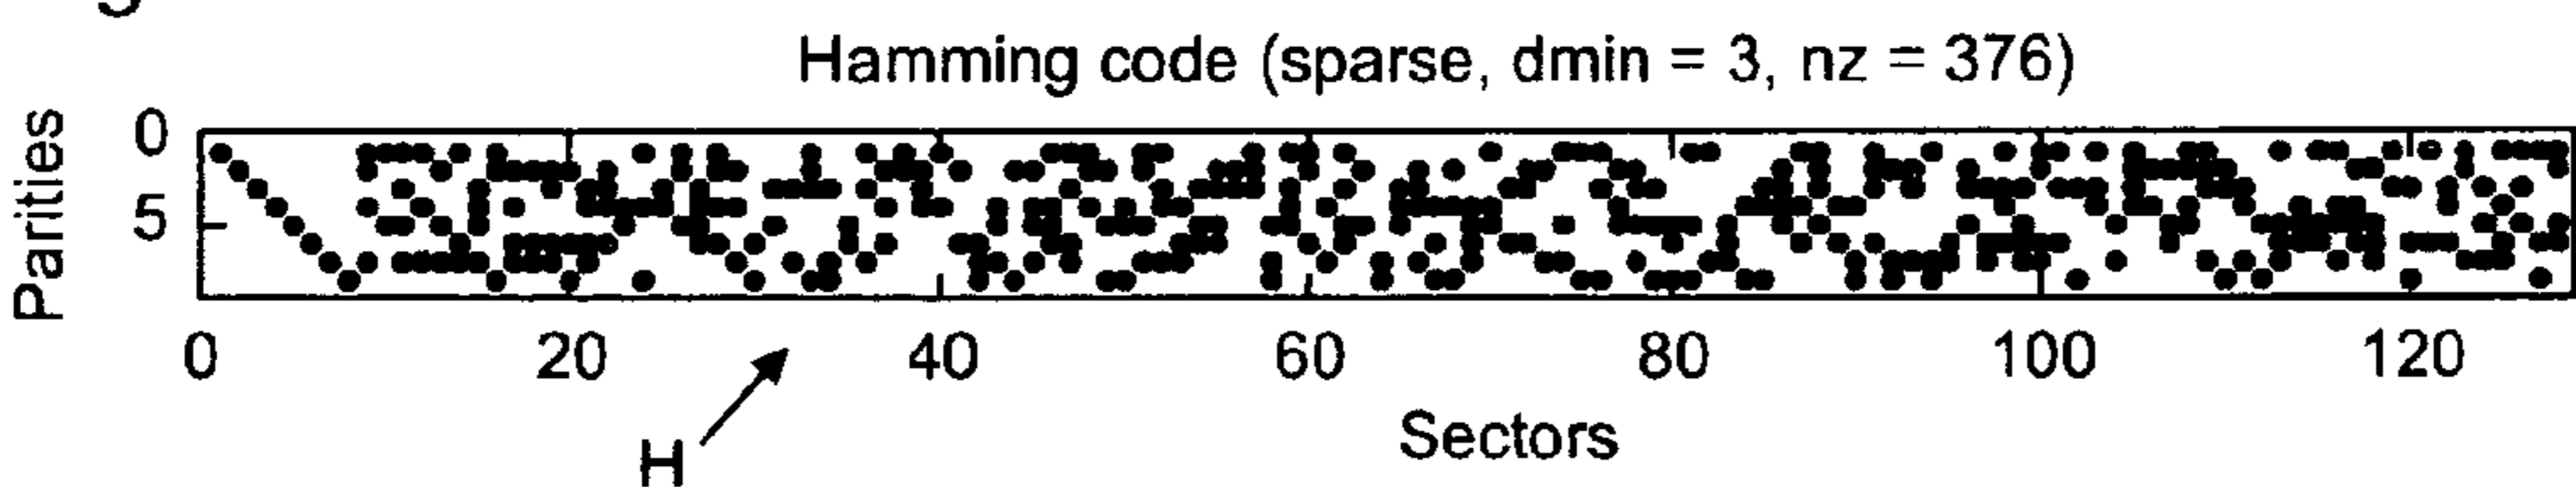 Hamming code (sparse, dmin = 3, nz = 376)
Parities
0
5
0 20 40 60 80 100 120
H
Sectors